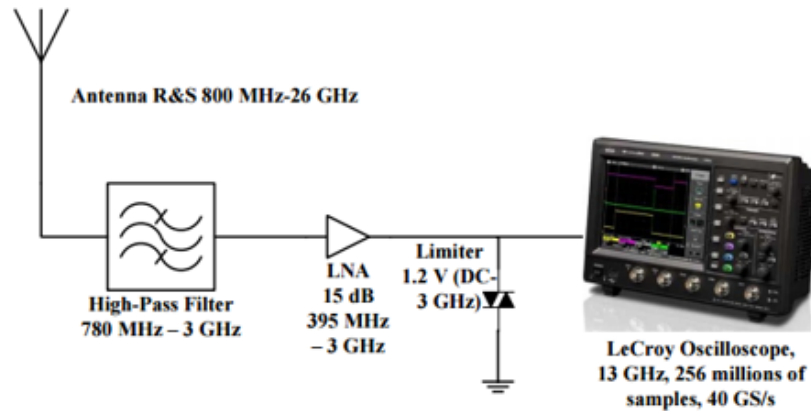 Antenna R&S 800 MHz-26 GHz
High-Pass Filter
780 MHz – 3 GHz
LNA
15 dB
395 MHz
– 3 GHz
Limiter
1.2 V (DC-
3 GHz)
LeCroy Oscilloscope,
13 GHz, 256 millions of
samples, 40 GS/s